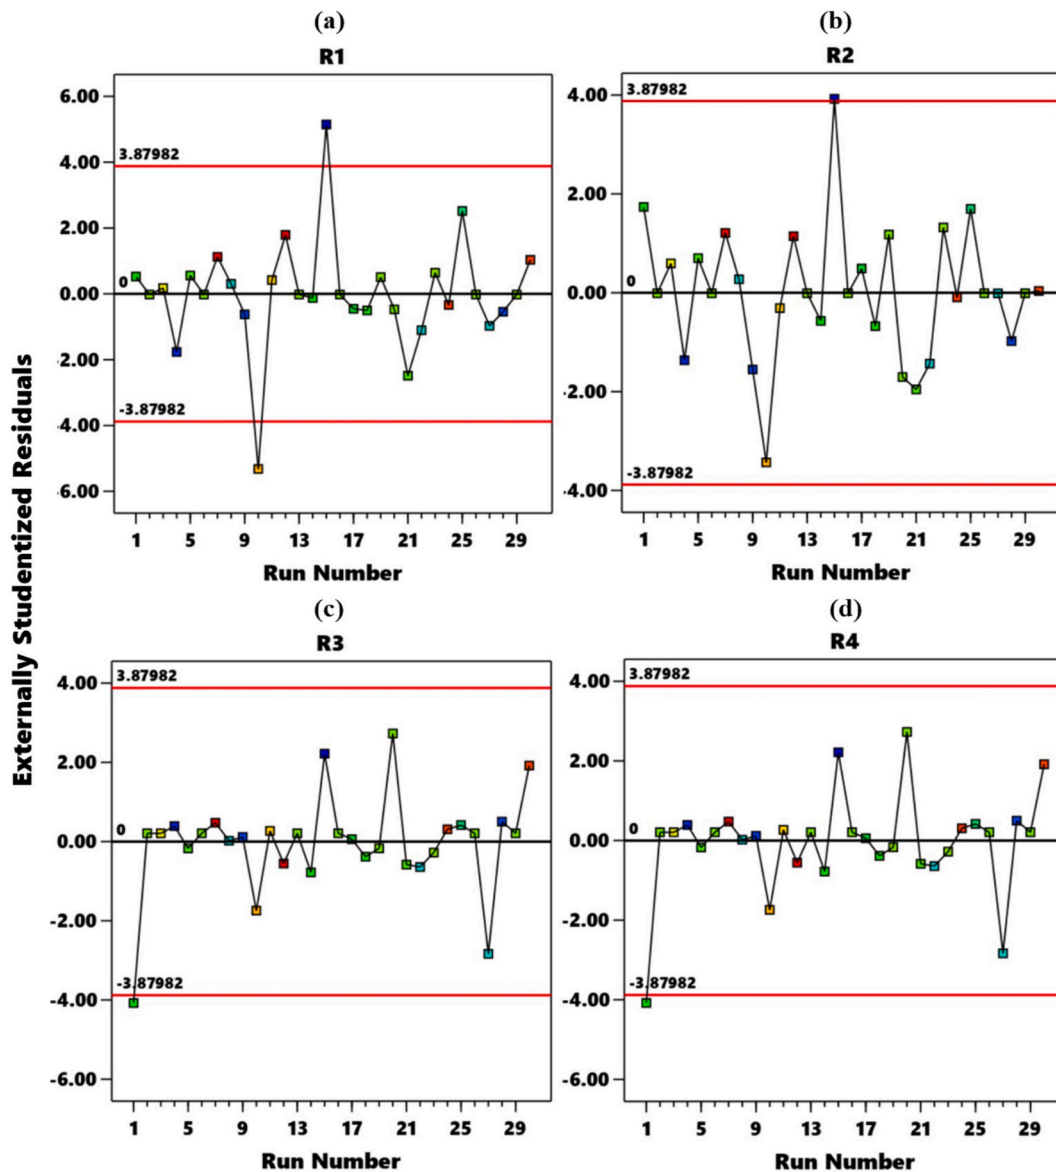 (a)
R1
6.00
3.87982
4.00
2.00
0
0.00
-2.00
-3.87982
-4.00
-6.00
1 5 9 13 17 21 25 29
Run Number
(b)
R2
4.00
3.87982
2.00
0
0.00
-2.00
-3.87982
-4.00
1 5 9 13 17 21 25 29
Run Number
Externally Studentized Residuals
(c)
R3
4.00
3.87982
2.00
0
0.00
-2.00
-3.87982
-4.00
-6.00
1 5 9 13 17 21 25 29
Run Number
(d)
R4
4.00
3.87982
2.00
0
0.00
-2.00
-3.87982
-4.00
-6.00
1 5 9 13 17 21 25 29
Run Number